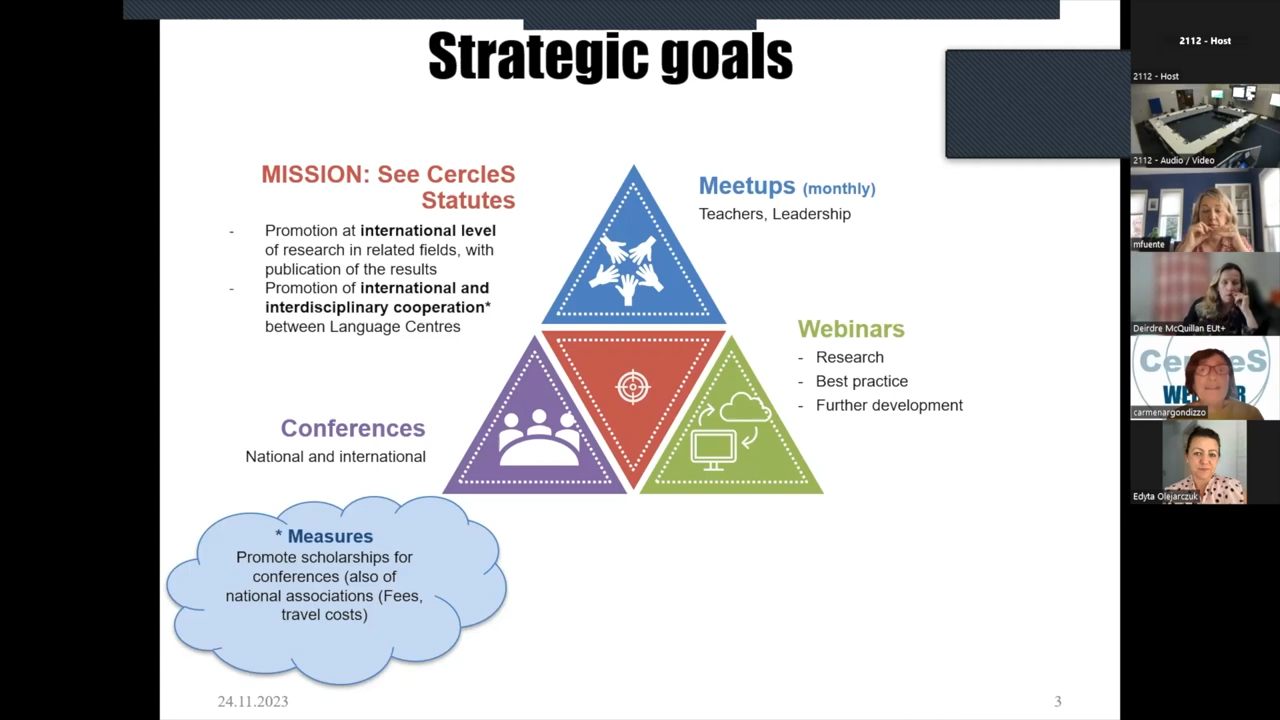 Strategic goals
MISSION: See CercleS
Statutes
- Promotion at international level
of research in related fields, with
publication of the results
- Promotion of international and
interdisciplinary cooperation*
between Language Centres
Meetups (monthly)
Teachers, Leadership
Webinars
- Research
- Best practice
- Further development
Conferences
National and international
* Measures
Promote scholarships for
conferences (also of
national associations (Fees,
travel costs)
24.11.2023
3
2112 - Host
2112 - Host
2112 - Audio / Video
mfuente
Deirdre McQuillan EUt+
CercleS
carmenargondizzo
Edyta Olejarczuk